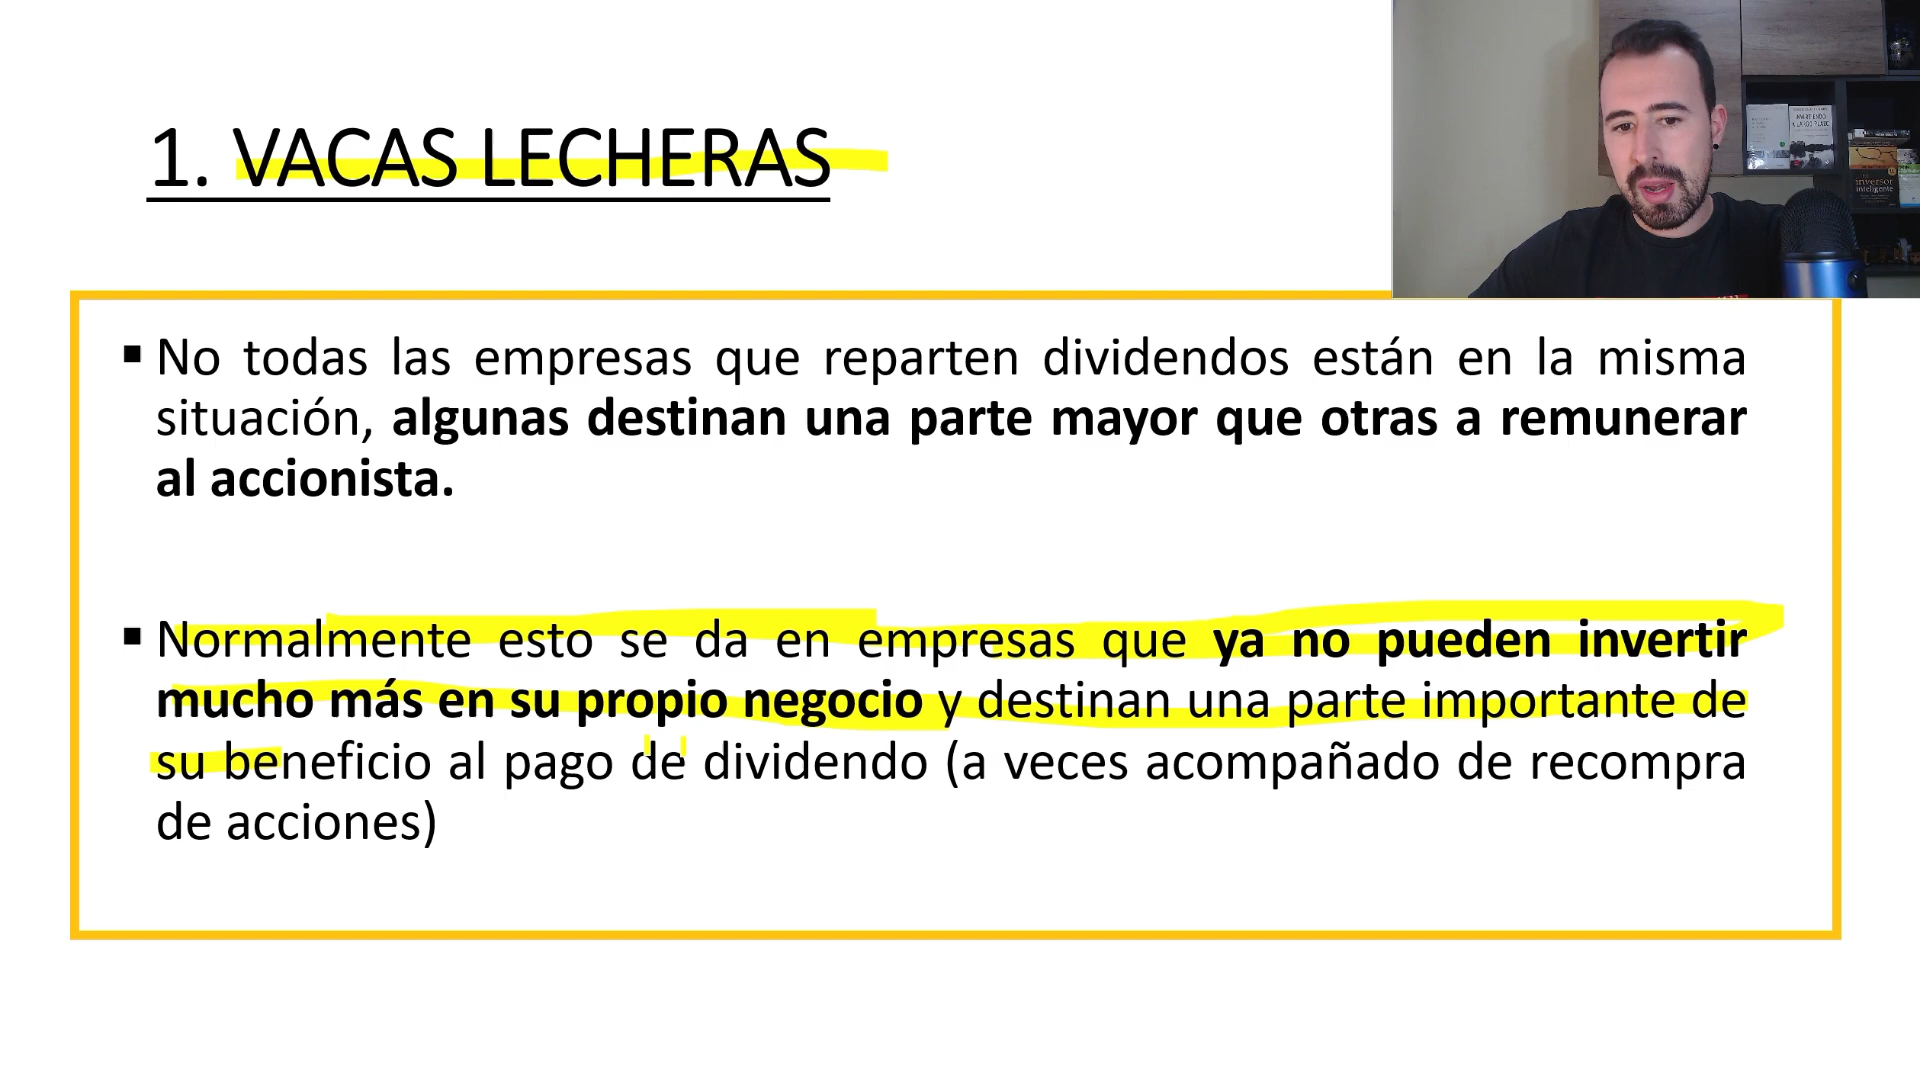 1. VACAS LECHERAS
▪ No todas las empresas que reparten dividendos están en la misma
situación, algunas destinan una parte mayor que otras a remunerar
al accionista.
▪ Normalmente esto se da en empresas que ya no pueden invertir
mucho más en su propio negocio y destinan una parte importante de
su beneficio al pago de dividendo (a veces acompañado de recompra
de acciones)
inversor
inteligente